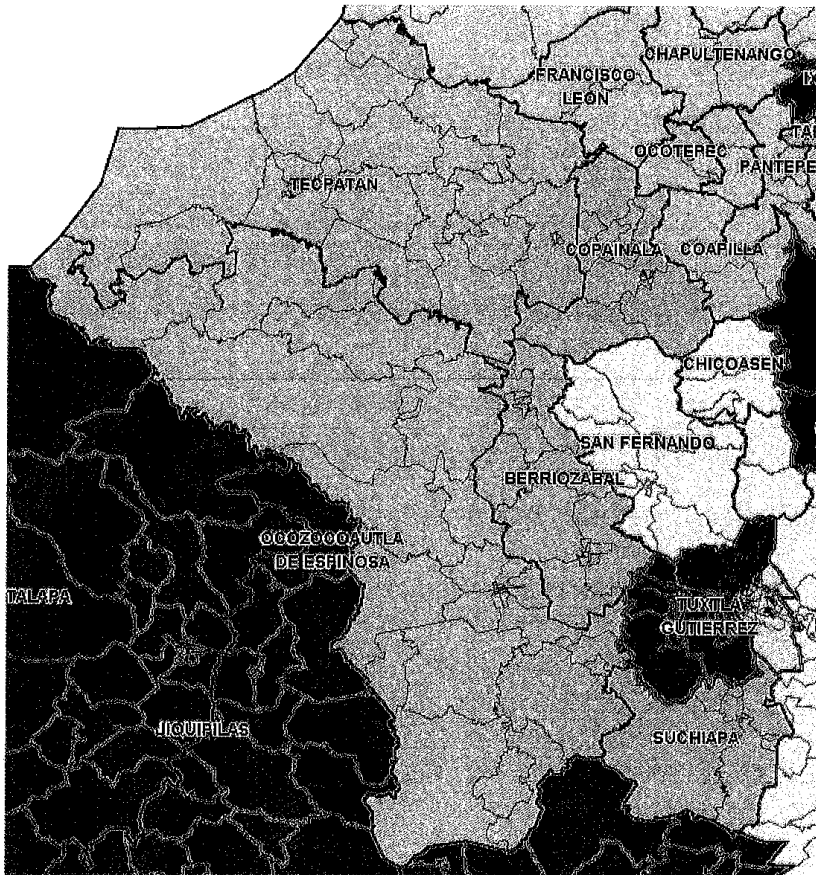 CHAPULTENANGO
FRANCISCO
LEON
OCOTEPEC
PANTEPE
TECPATAN
COPAINALA
COAPILLA
CHICOASEN
SAN FERNANDO
BERRIOZABAL
OCOZOCOAUTLA
DE ESPINOSA
TALAPA
TUXTLA
GUTIERREZ
JIQUIPILAS
SUCHIAPA